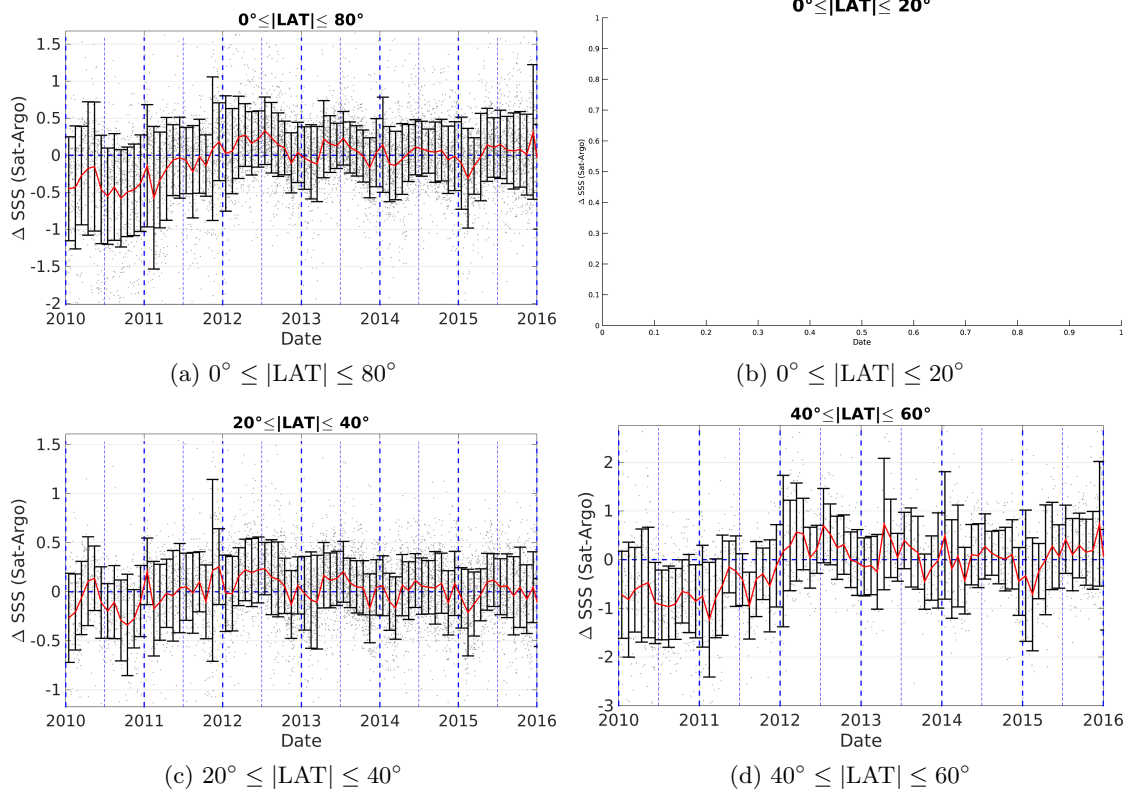 0°≤|LAT|≤ 80°
Δ SSS (Sat-Argo)
1.5
1
0.5
0
-0.5
-1
-1.5
-2
2010 2011 2012 2013 2014 2015 2016
Date
(a) 0° ≤ |LAT| ≤ 80°
0°≤|LAT|≤ 20°
Δ SSS (Sat-Argo)
1
0.9
0.8
0.7
0.6
0.5
0.4
0.3
0.2
0.1
0
0 0.1 0.2 0.3 0.4 0.5 0.6 0.7 0.8 0.9 1
Date
(b) 0° ≤ |LAT| ≤ 20°
20°≤|LAT|≤ 40°
Δ SSS (Sat-Argo)
1.5
1
0.5
0
-0.5
-1
2010 2011 2012 2013 2014 2015 2016
Date
(c) 20° ≤ |LAT| ≤ 40°
40°≤|LAT|≤ 60°
Δ SSS (Sat-Argo)
2
1
0
-1
-2
-3
2010 2011 2012 2013 2014 2015 2016
Date
(d) 40° ≤ |LAT| ≤ 60°